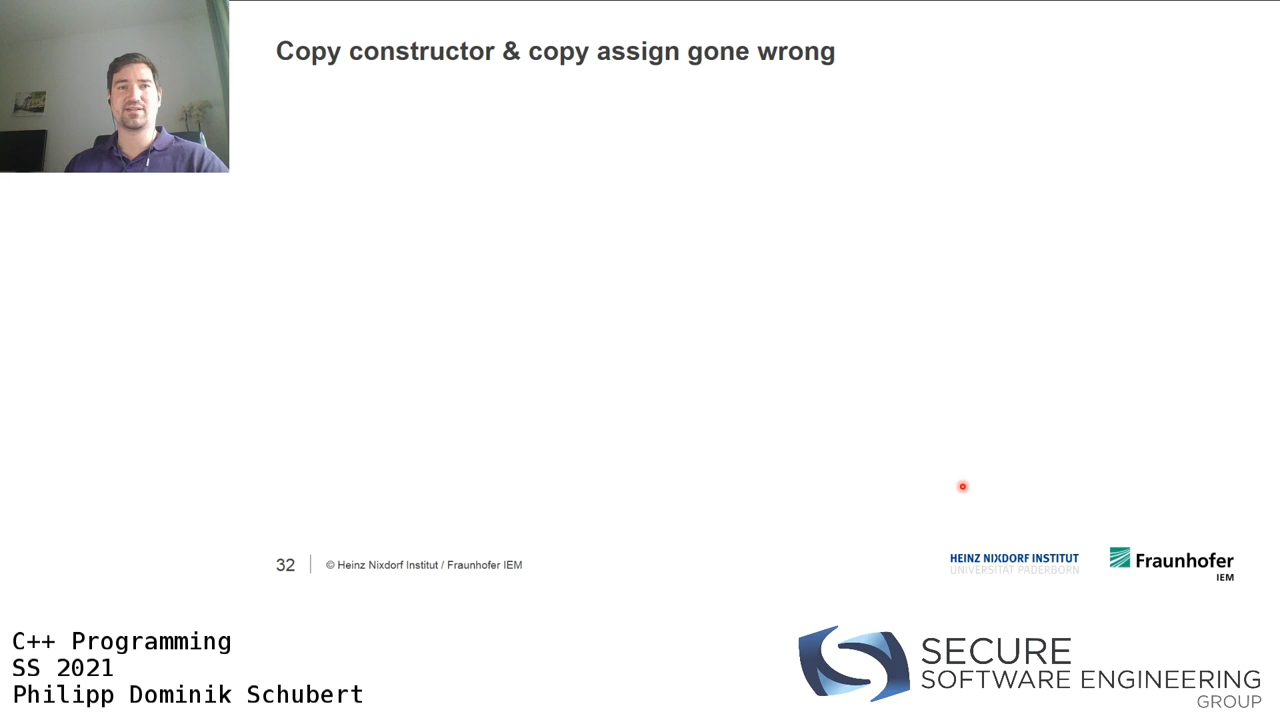 Copy constructor & copy assign gone wrong
32
© Heinz Nixdorf Institut / Fraunhofer IEM
HEINZ NIXDORF INSTITUT
UNIVERSITÄT PADERBORN
Fraunhofer
IEM
C++ Programming
SS 2021
Philipp Dominik Schubert
SECURE
SOFTWARE ENGINEERING
GROUP